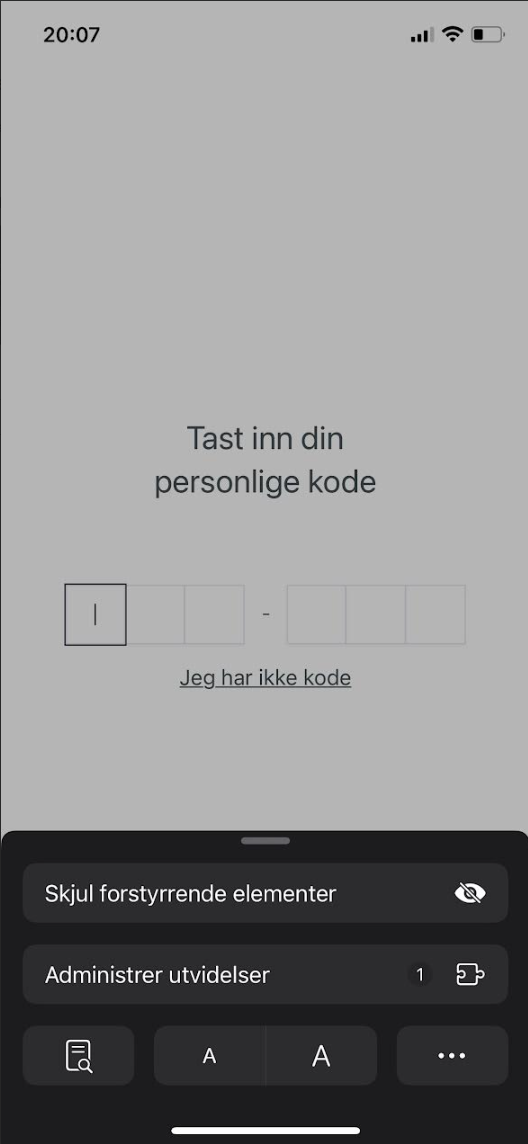 20:07
Tast inn din
personlige kode
-
Jeg har ikke kode
Skjul forstyrrende elementer
Administrer utvidelser 1
A A